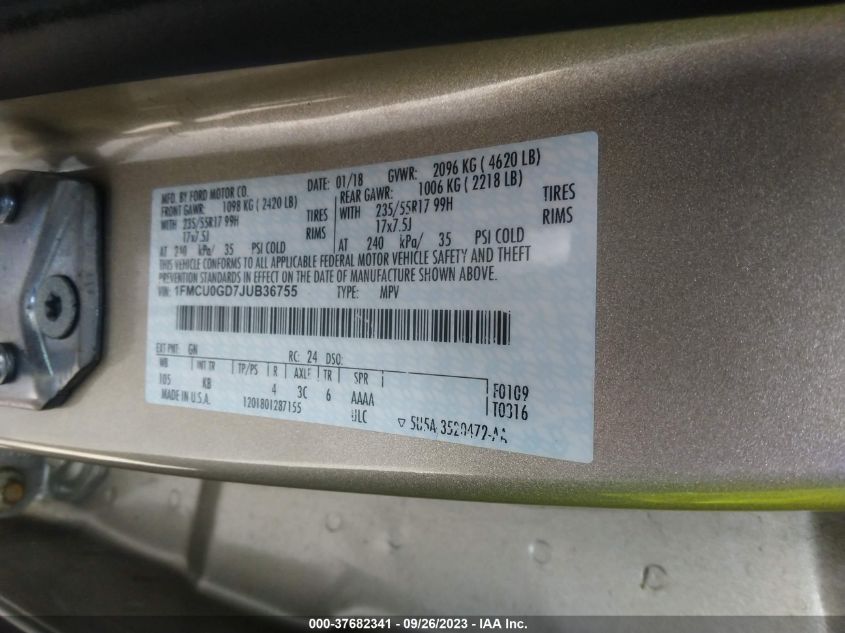 MFD. BY FORD MOTOR CO.
DATE: 01/18 GVWR: 2096 KG ( 4620 LB)
FRONT GAWR: 1098 KG ( 2420 LB)
REAR GAWR: 1006 KG ( 2218 LB)
WITH 235/55R17 99H TIRES
WITH 235/55R17 99H TIRES
17x7.5J RIMS
17x7.5J RIMS
AT 240 kPa/ 35 PSI COLD
AT 240 kPa/ 35 PSI COLD
THIS VEHICLE CONFORMS TO ALL APPLICABLE FEDERAL MOTOR VEHICLE SAFETY AND THEFT
PREVENTION STANDARDS IN EFFECT ON THE DATE OF MANUFACTURE SHOWN ABOVE.
VIN: 1FMCU0GD7JUB36755 TYPE: MPV
EXT PNT: GN RC: 24 DSO:
WB INT TR TP/PS R AXLE TR SPR
105 KB 4 3C 6 AAAA F0109
MADE IN U.S.A. 1201801287155 ULC T0316
▽ 5U5A-3520472-AA
000-37682341 - 09/26/2023 - IAA Inc.